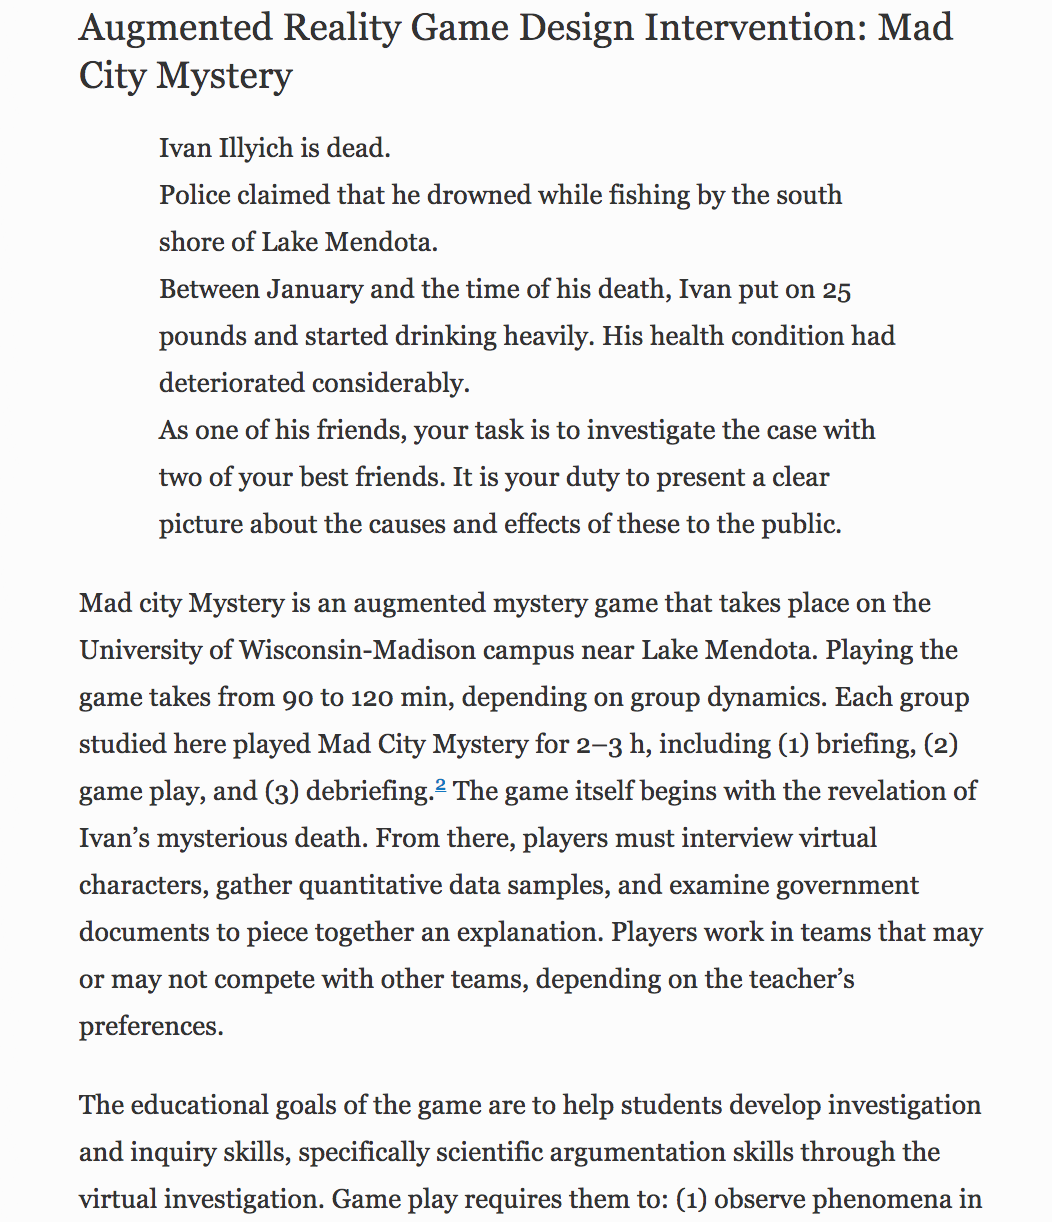 Augmented Reality Game Design Intervention: Mad
City Mystery
Ivan Illyich is dead.
Police claimed that he drowned while fishing by the south
shore of Lake Mendota.
Between January and the time of his death, Ivan put on 25
pounds and started drinking heavily. His health condition had
deteriorated considerably.
As one of his friends, your task is to investigate the case with
two of your best friends. It is your duty to present a clear
picture about the causes and effects of these to the public.
Mad city Mystery is an augmented mystery game that takes place on the
University of Wisconsin-Madison campus near Lake Mendota. Playing the
game takes from 90 to 120 min, depending on group dynamics. Each group
studied here played Mad City Mystery for 2–3 h, including (1) briefing, (2)
game play, and (3) debriefing.2 The game itself begins with the revelation of
Ivan’s mysterious death. From there, players must interview virtual
characters, gather quantitative data samples, and examine government
documents to piece together an explanation. Players work in teams that may
or may not compete with other teams, depending on the teacher’s
preferences.
The educational goals of the game are to help students develop investigation
and inquiry skills, specifically scientific argumentation skills through the
virtual investigation. Game play requires them to: (1) observe phenomena in